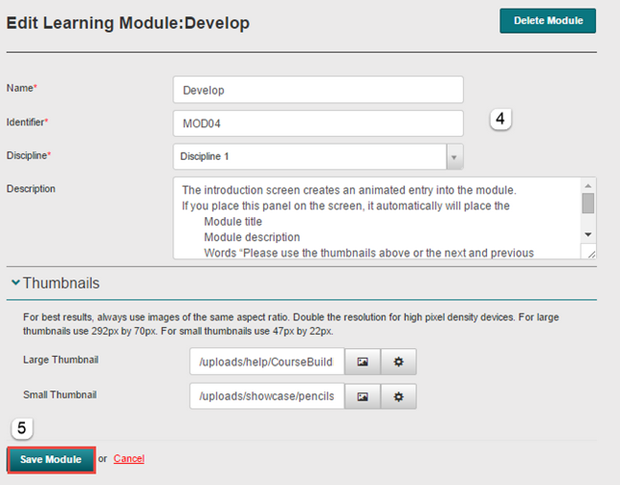 Edit Learning Module:Develop
Delete Module
Name*
Develop
Identifier*
MOD04
4
Discipline*
Discipline 1
Description
The introduction screen creates an animated entry into the module.
If you place this panel on the screen, it automatically will place the
Module title
Module description
Words “Please use the thumbnails above or the next and previous
Thumbnails
For best results, always use images of the same aspect ratio. Double the resolution for high pixel density devices. For large
thumbnails use 292px by 70px. For small thumbnails use 47px by 22px.
Large Thumbnail
/uploads/help/CourseBuild
Small Thumbnail
/uploads/showcase/pencils
5
Save Module or Cancel